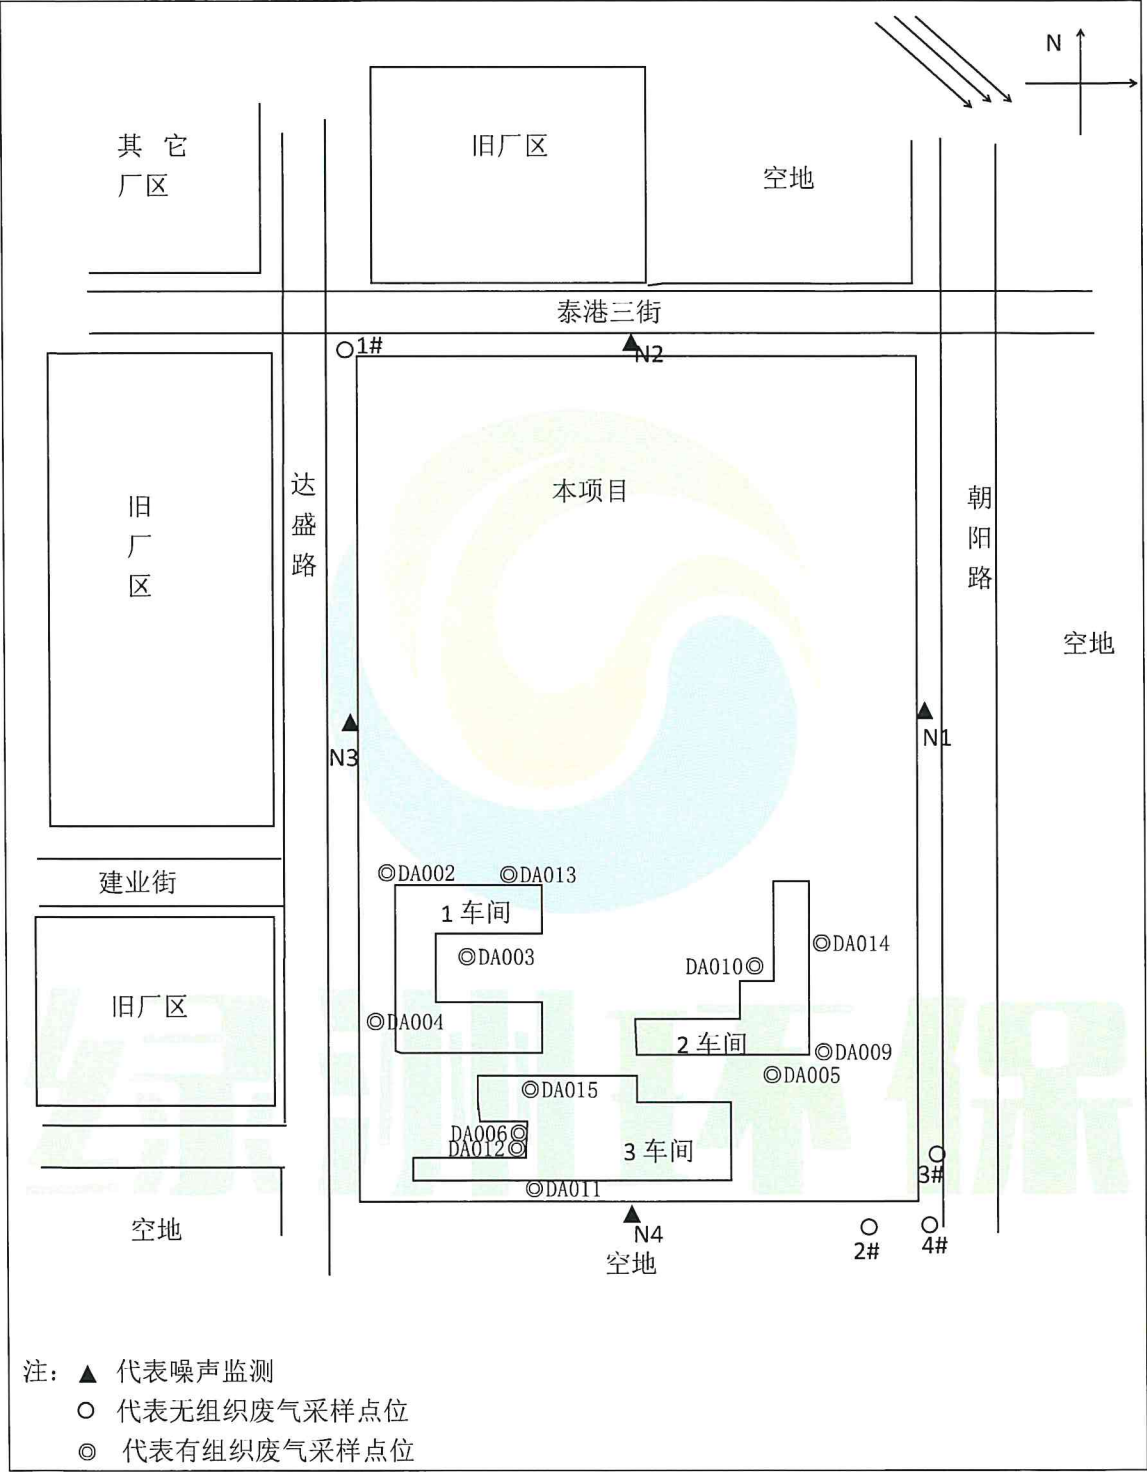 N
其 它
厂区
旧厂区
空地
泰港三街
1#
N2
旧
厂
区
达
盛
路
本项目
朝
阳
路
空地
N3
N1
建业街
DA002
DA013
1 车间
DA003
DA004
DA014
DA010
2 车间
DA009
DA005
旧厂区
DA015
DA006
DA012
3 车间
DA011
3#
空地
N4
空地
2#
4#
注：▲ 代表噪声监测
○ 代表无组织废气采样点位
◎ 代表有组织废气采样点位
绿洲环保